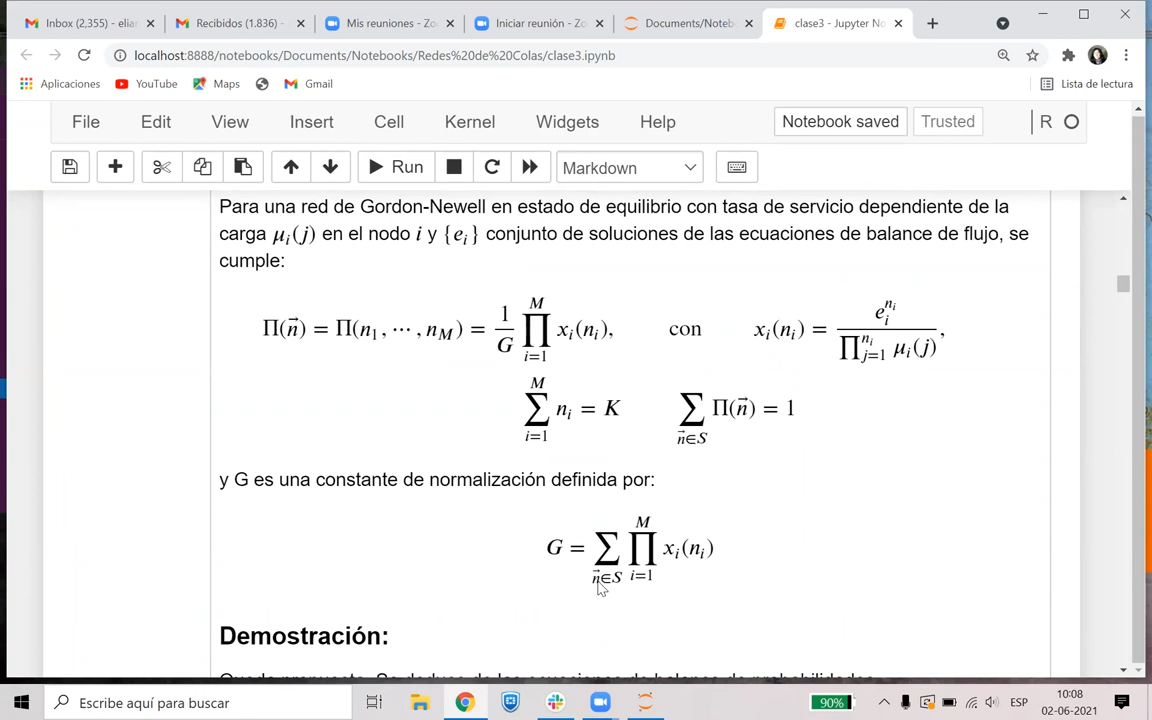 Inbox (2,355) - elian
Recibidos (1.836) -
Mis reuniones - Zo
Iniciar reunión - Zo
Documents/Noteb
clase3 - Jupyter No
localhost:8888/notebooks/Documents/Notebooks/Redes%20de%20Colas/clase3.ipynb
Aplicaciones YouTube Maps Gmail Lista de lectura
File Edit View Insert Cell Kernel Widgets Help Notebook saved Trusted R
Run Markdown
Para una red de Gordon-Newell en estado de equilibrio con tasa de servicio dependiente de la
carga μ_i(j) en el nodo i y {e_i} conjunto de soluciones de las ecuaciones de balance de flujo, se
cumple:
Π(n⃗) = Π(n_1, ⋯, n_M) = 1/G ∏_{i=1}^{M} x_i(n_i), con x_i(n_i) = e_i^{n_i} / ∏_{j=1}^{n_i} μ_i(j),
∑_{i=1}^{M} n_i = K ∑_{n⃗∈S} Π(n⃗) = 1
y G es una constante de normalización definida por:
G = ∑_{n⃗∈S} ∏_{i=1}^{M} x_i(n_i)
Demostración:
Escribe aquí para buscar
90%
ESP
10:08
02-06-2021